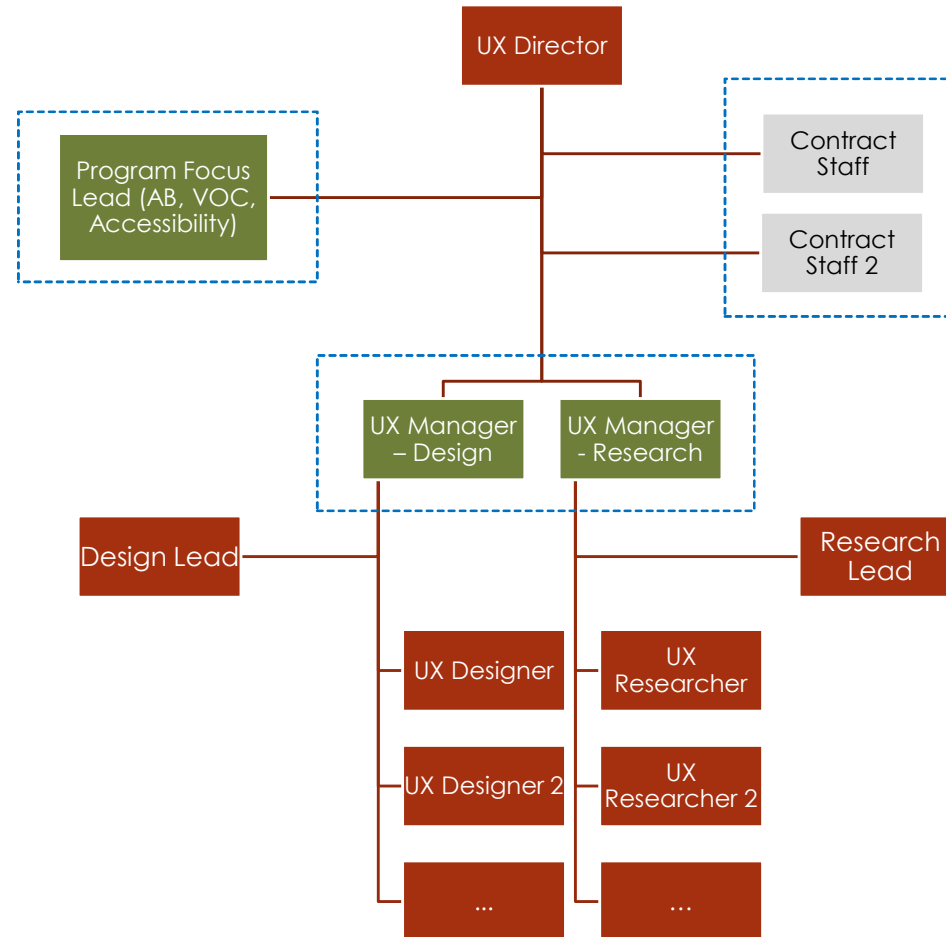 UX Director
Contract
Staff
Program Focus
Lead (AB, VOC,
Accessibility)
Contract
Staff 2
UX Manager
– Design
UX Manager
- Research
Design Lead
Research
Lead
UX Designer
UX
Researcher
UX Designer 2
UX
Researcher 2
...
...